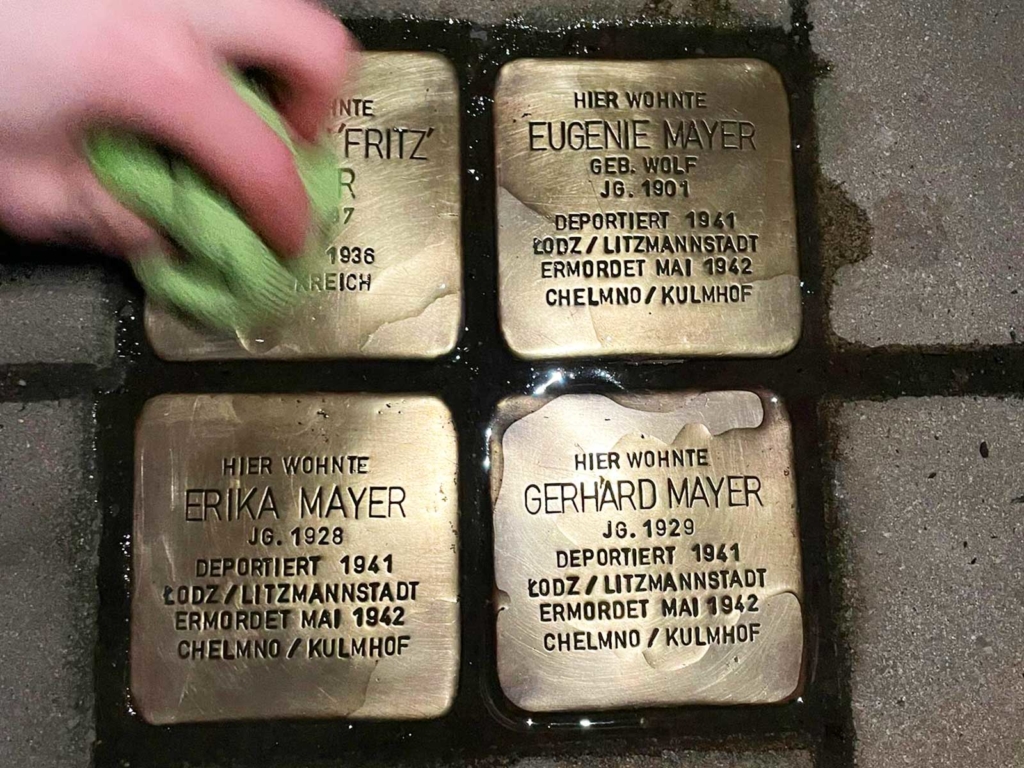 'FRITZ'
1936
HIER WOHNTE
EUGENIE MAYER
GEB. WOLF
JG. 1901
DEPORTIERT 1941
ŁODZ/LITZMANNSTADT
ERMORDET MAI 1942
CHELMNO/KULMHOF
HIER WOHNTE
ERIKA MAYER
JG. 1928
DEPORTIERT 1941
ŁODZ/LITZMANNSTADT
ERMORDET MAI 1942
CHELMNO/KULMHOF
HIER WOHNTE
GERHARD MAYER
JG. 1929
DEPORTIERT 1941
ŁODZ/LITZMANNSTADT
ERMORDET MAI 1942
CHELMNO/KULMHOF